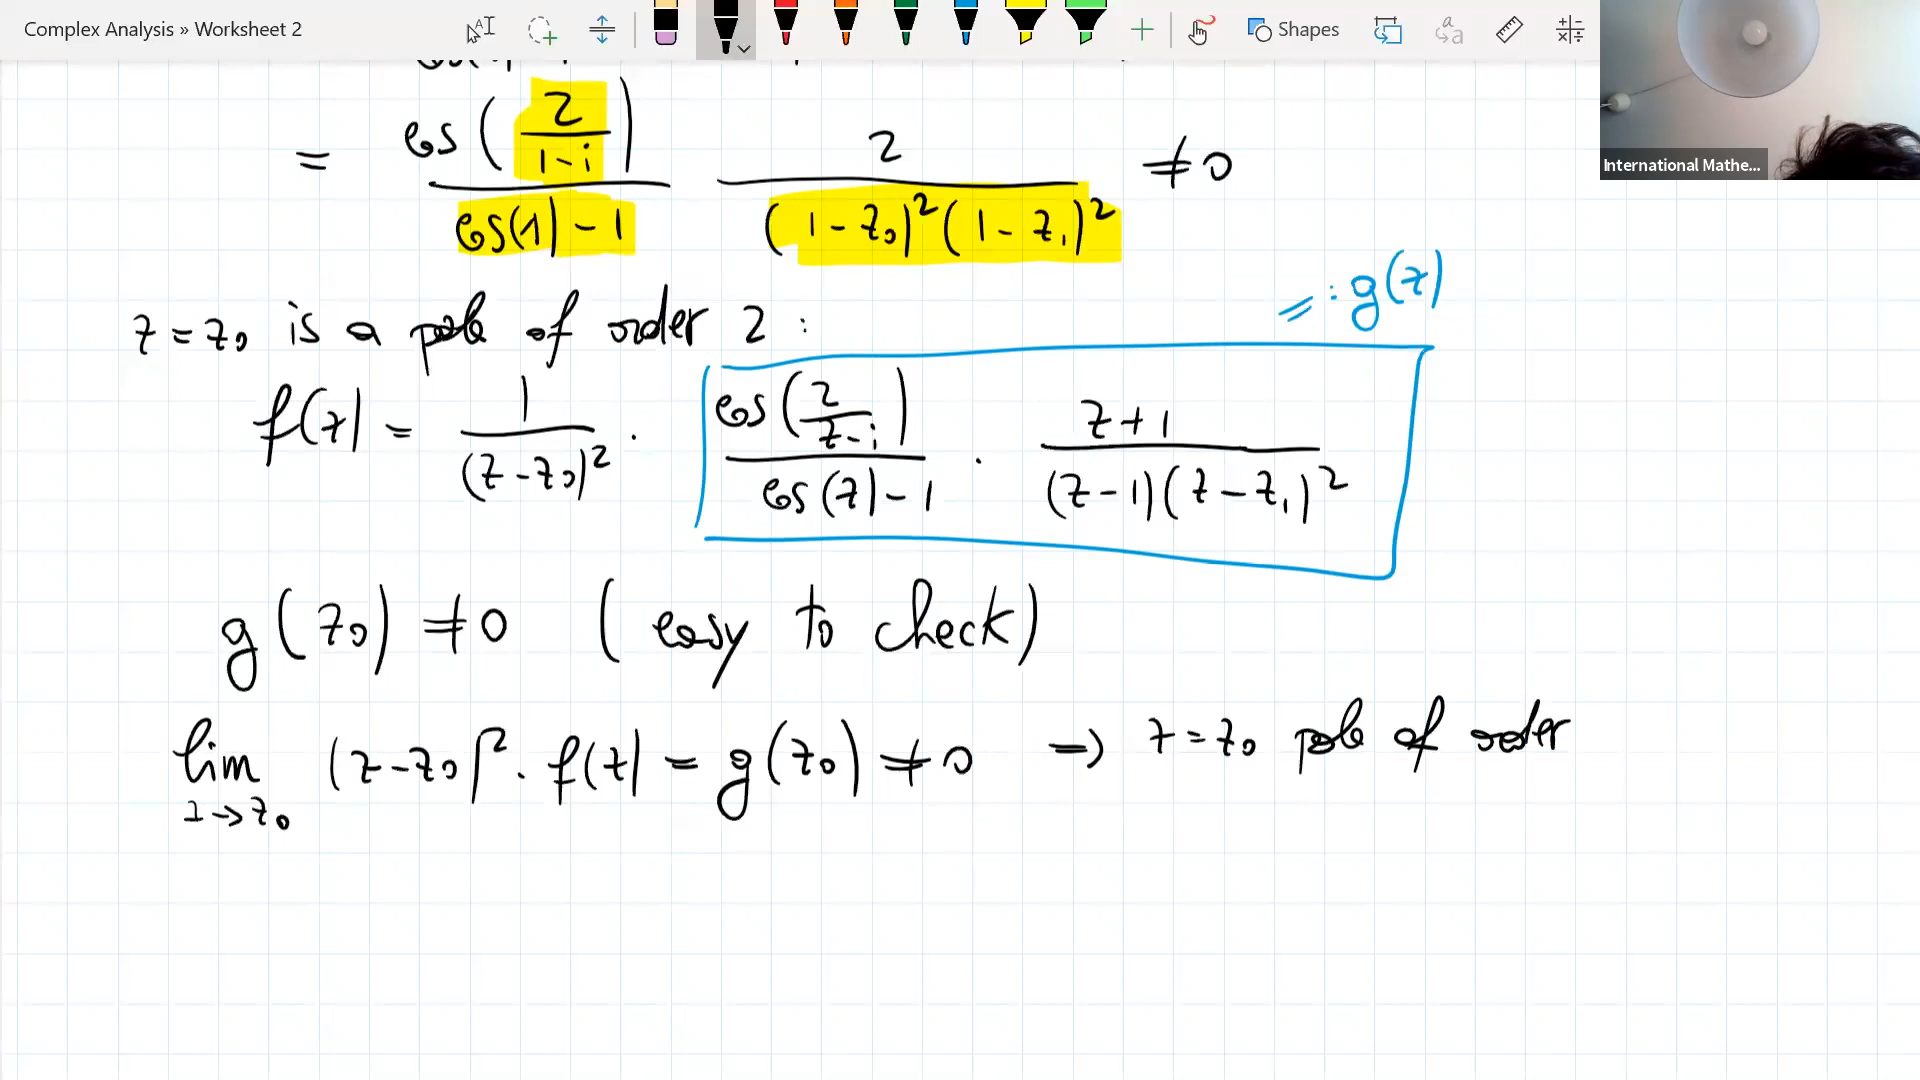 Complex Analysis » Worksheet 2
Shapes
International Mathe...
= cos(2/(1-i)) / (cos(1)-1) 2 / ((1-z₀)²(1-z₁)²) ≠0
=:g(z)
z=z₀ is a pole of order 2:
f(z) = 1/(z-z₀)² · cos(2/(z-i)) / (cos(z)-1) · (z+1) / ((z-1)(z-z₁)²)
g(z₀) ≠0 (easy to check)
lim z→z₀ (z-z₀)². f(z) = g(z₀) ≠0 => z=z₀ pole of order